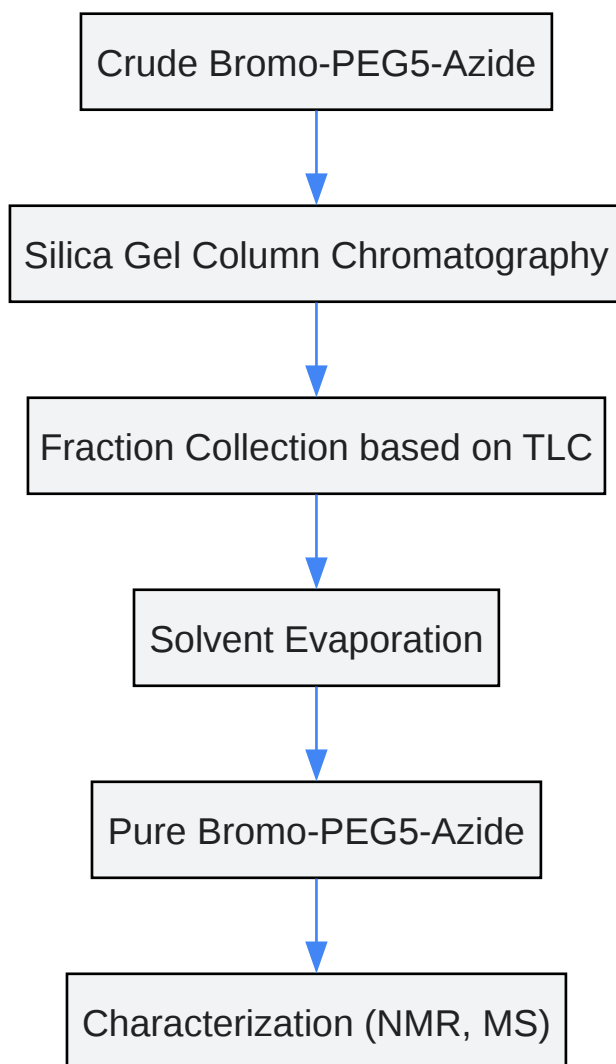 Crude Bromo-PEG5-Azide
Silica Gel Column Chromatography
Fraction Collection based on TLC
Solvent Evaporation
Pure Bromo-PEG5-Azide
Characterization (NMR, MS)